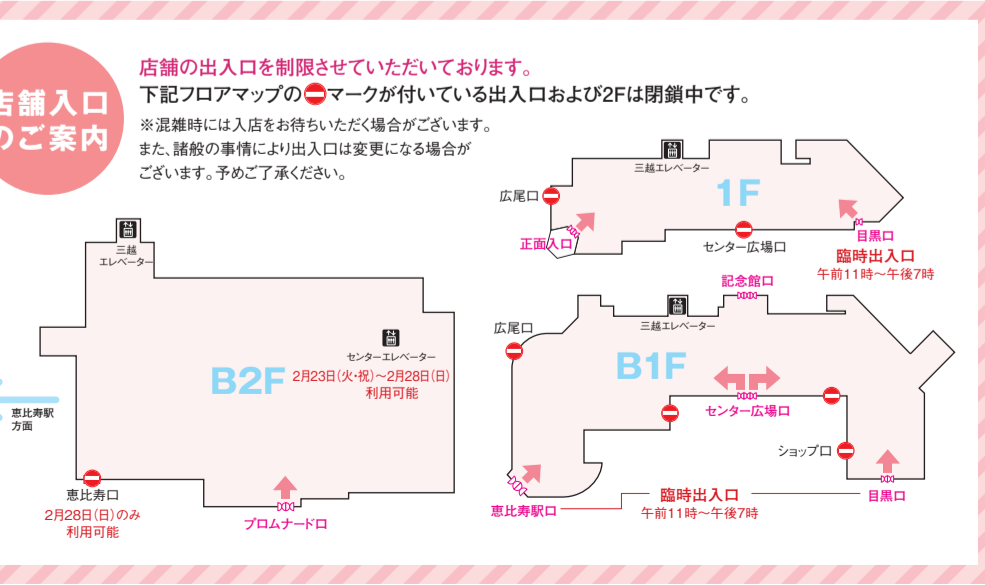 店舗入口
のご案内
店舗の出入口を制限させていただいております。
下記フロアマップのマークが付いている出入口および2Fは閉鎖中です。
※混雑時には入店をお待ちいただく場合がございます。
また、諸般の事情により出入口は変更になる場合が
ございます。予めご了承ください。
三越エレベーター
1F
広尾口
正面入口
センター広場口
目黒口
臨時出入口
午前11時〜午後7時
三越
エレベーター
センターエレベーター
B2F
2月23日(火・祝)〜2月28日(日)
利用可能
恵比寿駅
方面
恵比寿口
2月28日(日)のみ
利用可能
プロムナード口
記念館口
三越エレベーター
広尾口
B1F
センター広場口
ショップ口
恵比寿駅口
臨時出入口
午前11時〜午後7時
目黒口